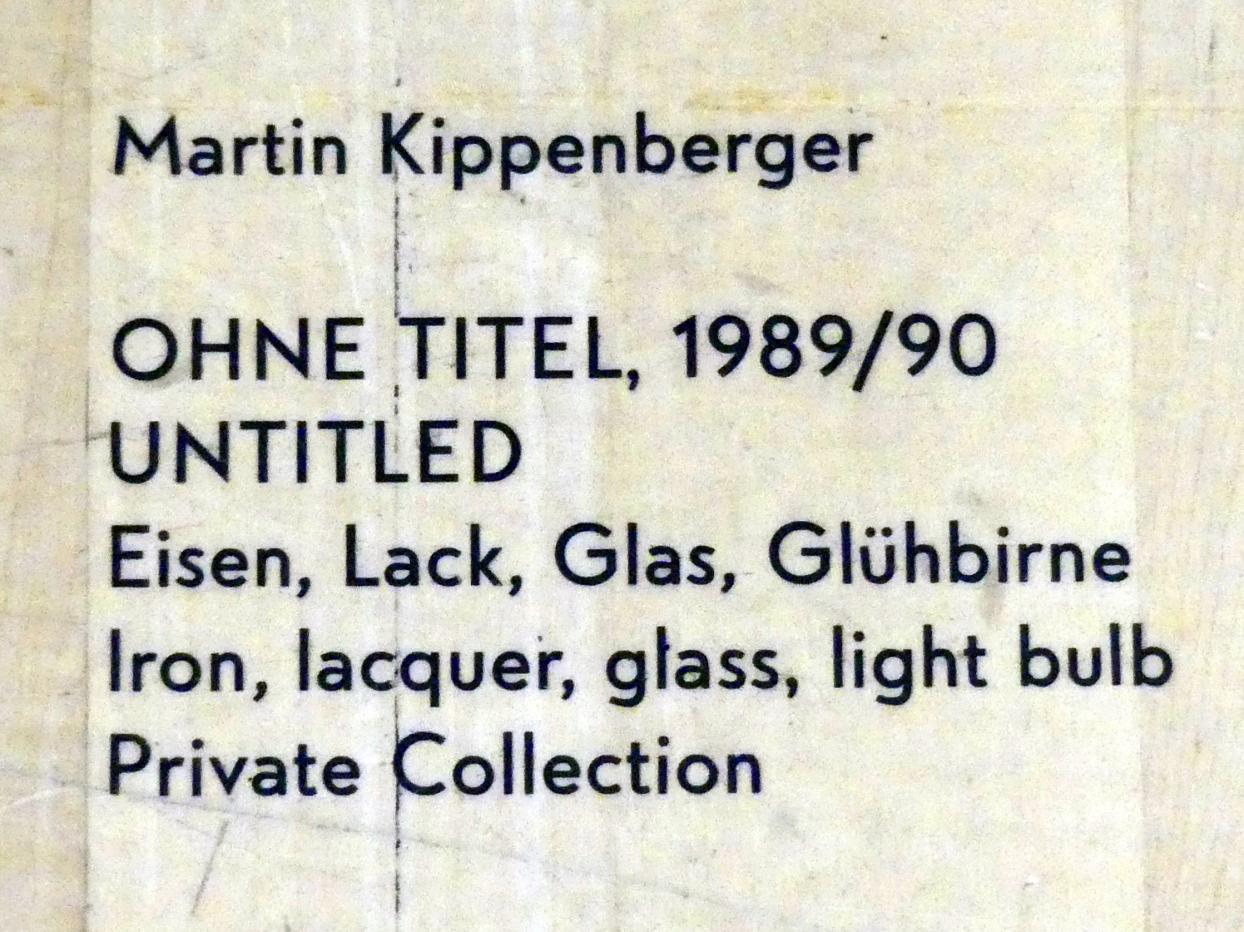 Martin Kippenberger
OHNE TITEL, 1989/90
UNTITLED
Eisen, Lack, Glas, Glühbirne
Iron, lacquer, glass, light bulb
Private Collection